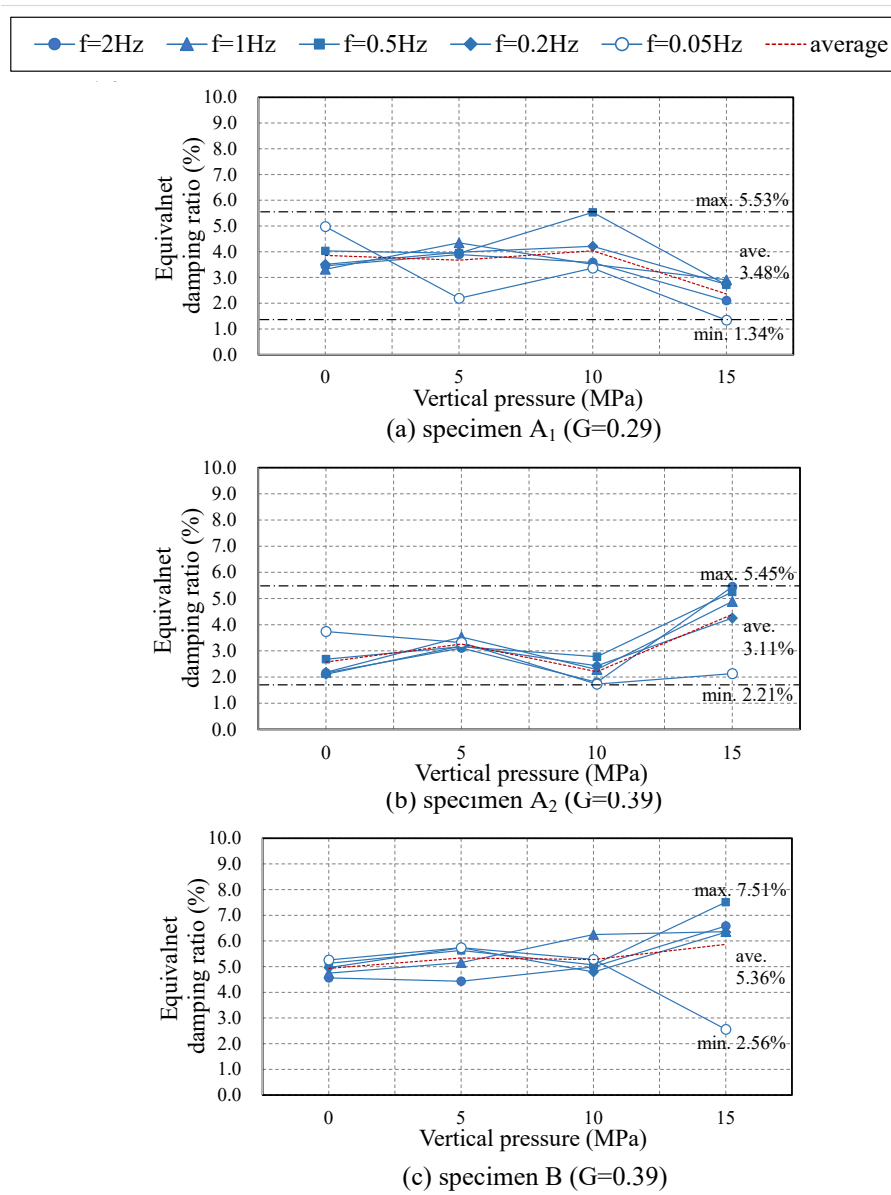 f=2Hz f=1Hz f=0.5Hz f=0.2Hz f=0.05Hz average
Equivalnet
damping ratio (%)
10.0
9.0
8.0
7.0
6.0
5.0
4.0
3.0
2.0
1.0
0.0
max. 5.53%
ave.
3.48%
min. 1.34%
0 5 10 15
Vertical pressure (MPa)
(a) specimen A₁ (G=0.29)
Equivalnet
damping ratio (%)
10.0
9.0
8.0
7.0
6.0
5.0
4.0
3.0
2.0
1.0
0.0
max. 5.45%
ave.
3.11%
min. 2.21%
0 5 10 15
Vertical pressure (MPa)
(b) specimen A₂ (G=0.39)
Equivalnet
damping ratio (%)
10.0
9.0
8.0
7.0
6.0
5.0
4.0
3.0
2.0
1.0
0.0
max. 7.51%
ave.
5.36%
min. 2.56%
0 5 10 15
Vertical pressure (MPa)
(c) specimen B (G=0.39)